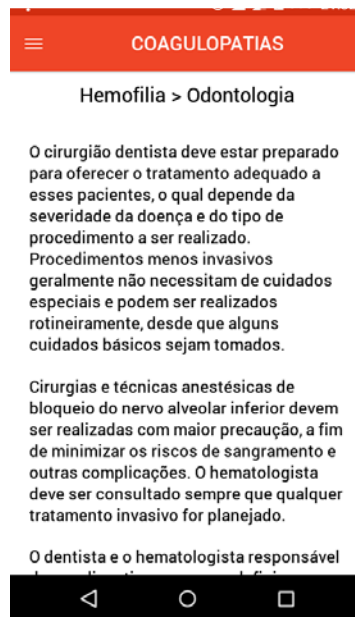 COAGULOPATIAS
Hemofilia > Odontologia
O cirurgião dentista deve estar preparado
para oferecer o tratamento adequado a
esses pacientes, o qual depende da
severidade da doença e do tipo de
procedimento a ser realizado.
Procedimentos menos invasivos
geralmente não necessitam de cuidados
especiais e podem ser realizados
rotineiramente, desde que alguns
cuidados básicos sejam tomados.
Cirurgias e técnicas anestésicas de
bloqueio do nervo alveolar inferior devem
ser realizadas com maior precaução, a fim
de minimizar os riscos de sangramento e
outras complicações. O hematologista
deve ser consultado sempre que qualquer
tratamento invasivo for planejado.
O dentista e o hematologista responsável